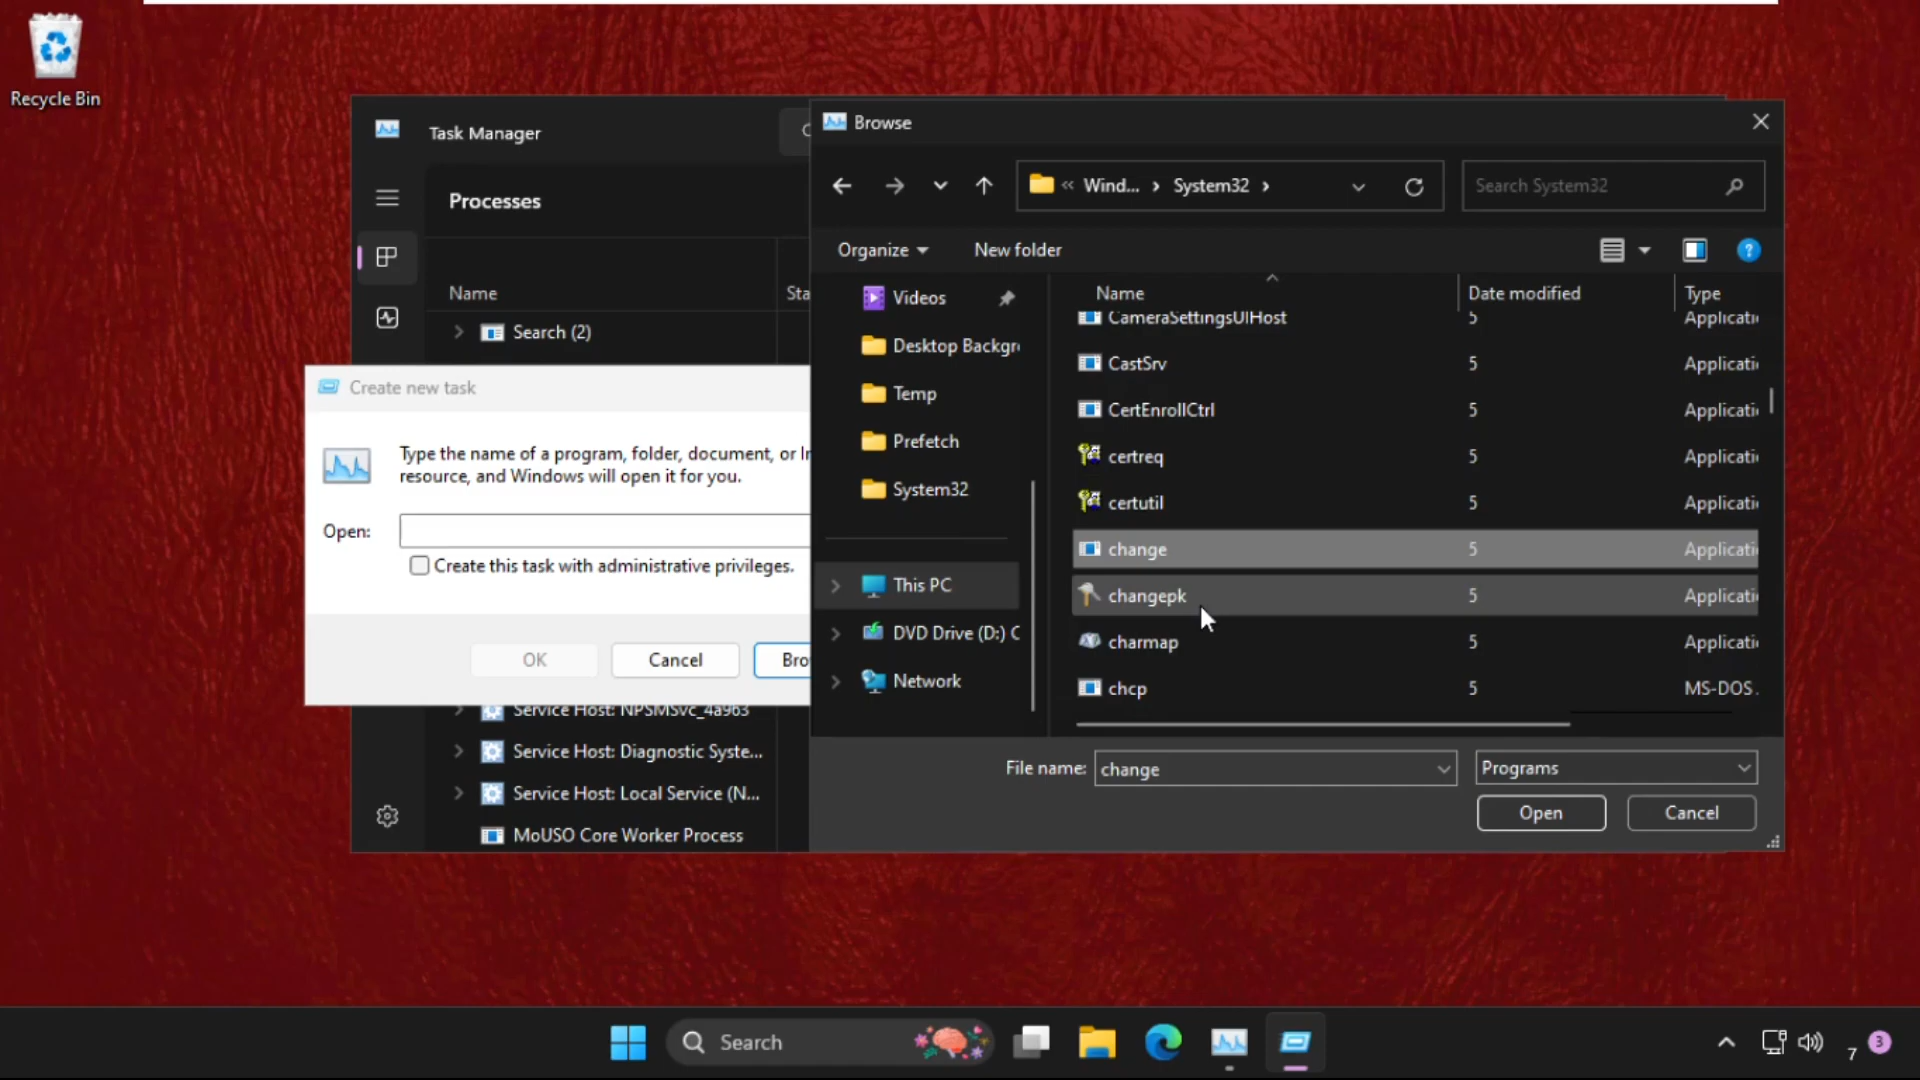 Recycle Bin
Task Manager
Processes
Name
Sta
Search (2)
Create new task
Type the name of a program, folder, document, or In
resource, and Windows will open it for you.
Open:
Create this task with administrative privileges.
OK
Cancel
Bro
Service Host: NPSMSvc_4a963
Service Host: Diagnostic Syste...
Service Host: Local Service (N...
MoUSO Core Worker Process
Browse
« Wind... › System32 ›
Search System32
Organize
New folder
Videos
Desktop Backgr
Temp
Prefetch
System32
This PC
DVD Drive (D:) C
Network
Name
Date modified
Type
CameraSettingsUIHost 5 Applicati
CastSrv 5 Applicati
CertEnrollCtrl 5 Applicati
certreq 5 Applicati
certutil 5 Applicati
change 5 Applicati
changepk 5 Applicati
charmap 5 Applicati
chcp 5 MS-DOS
File name: change
Programs
Open
Cancel
Search
7
3